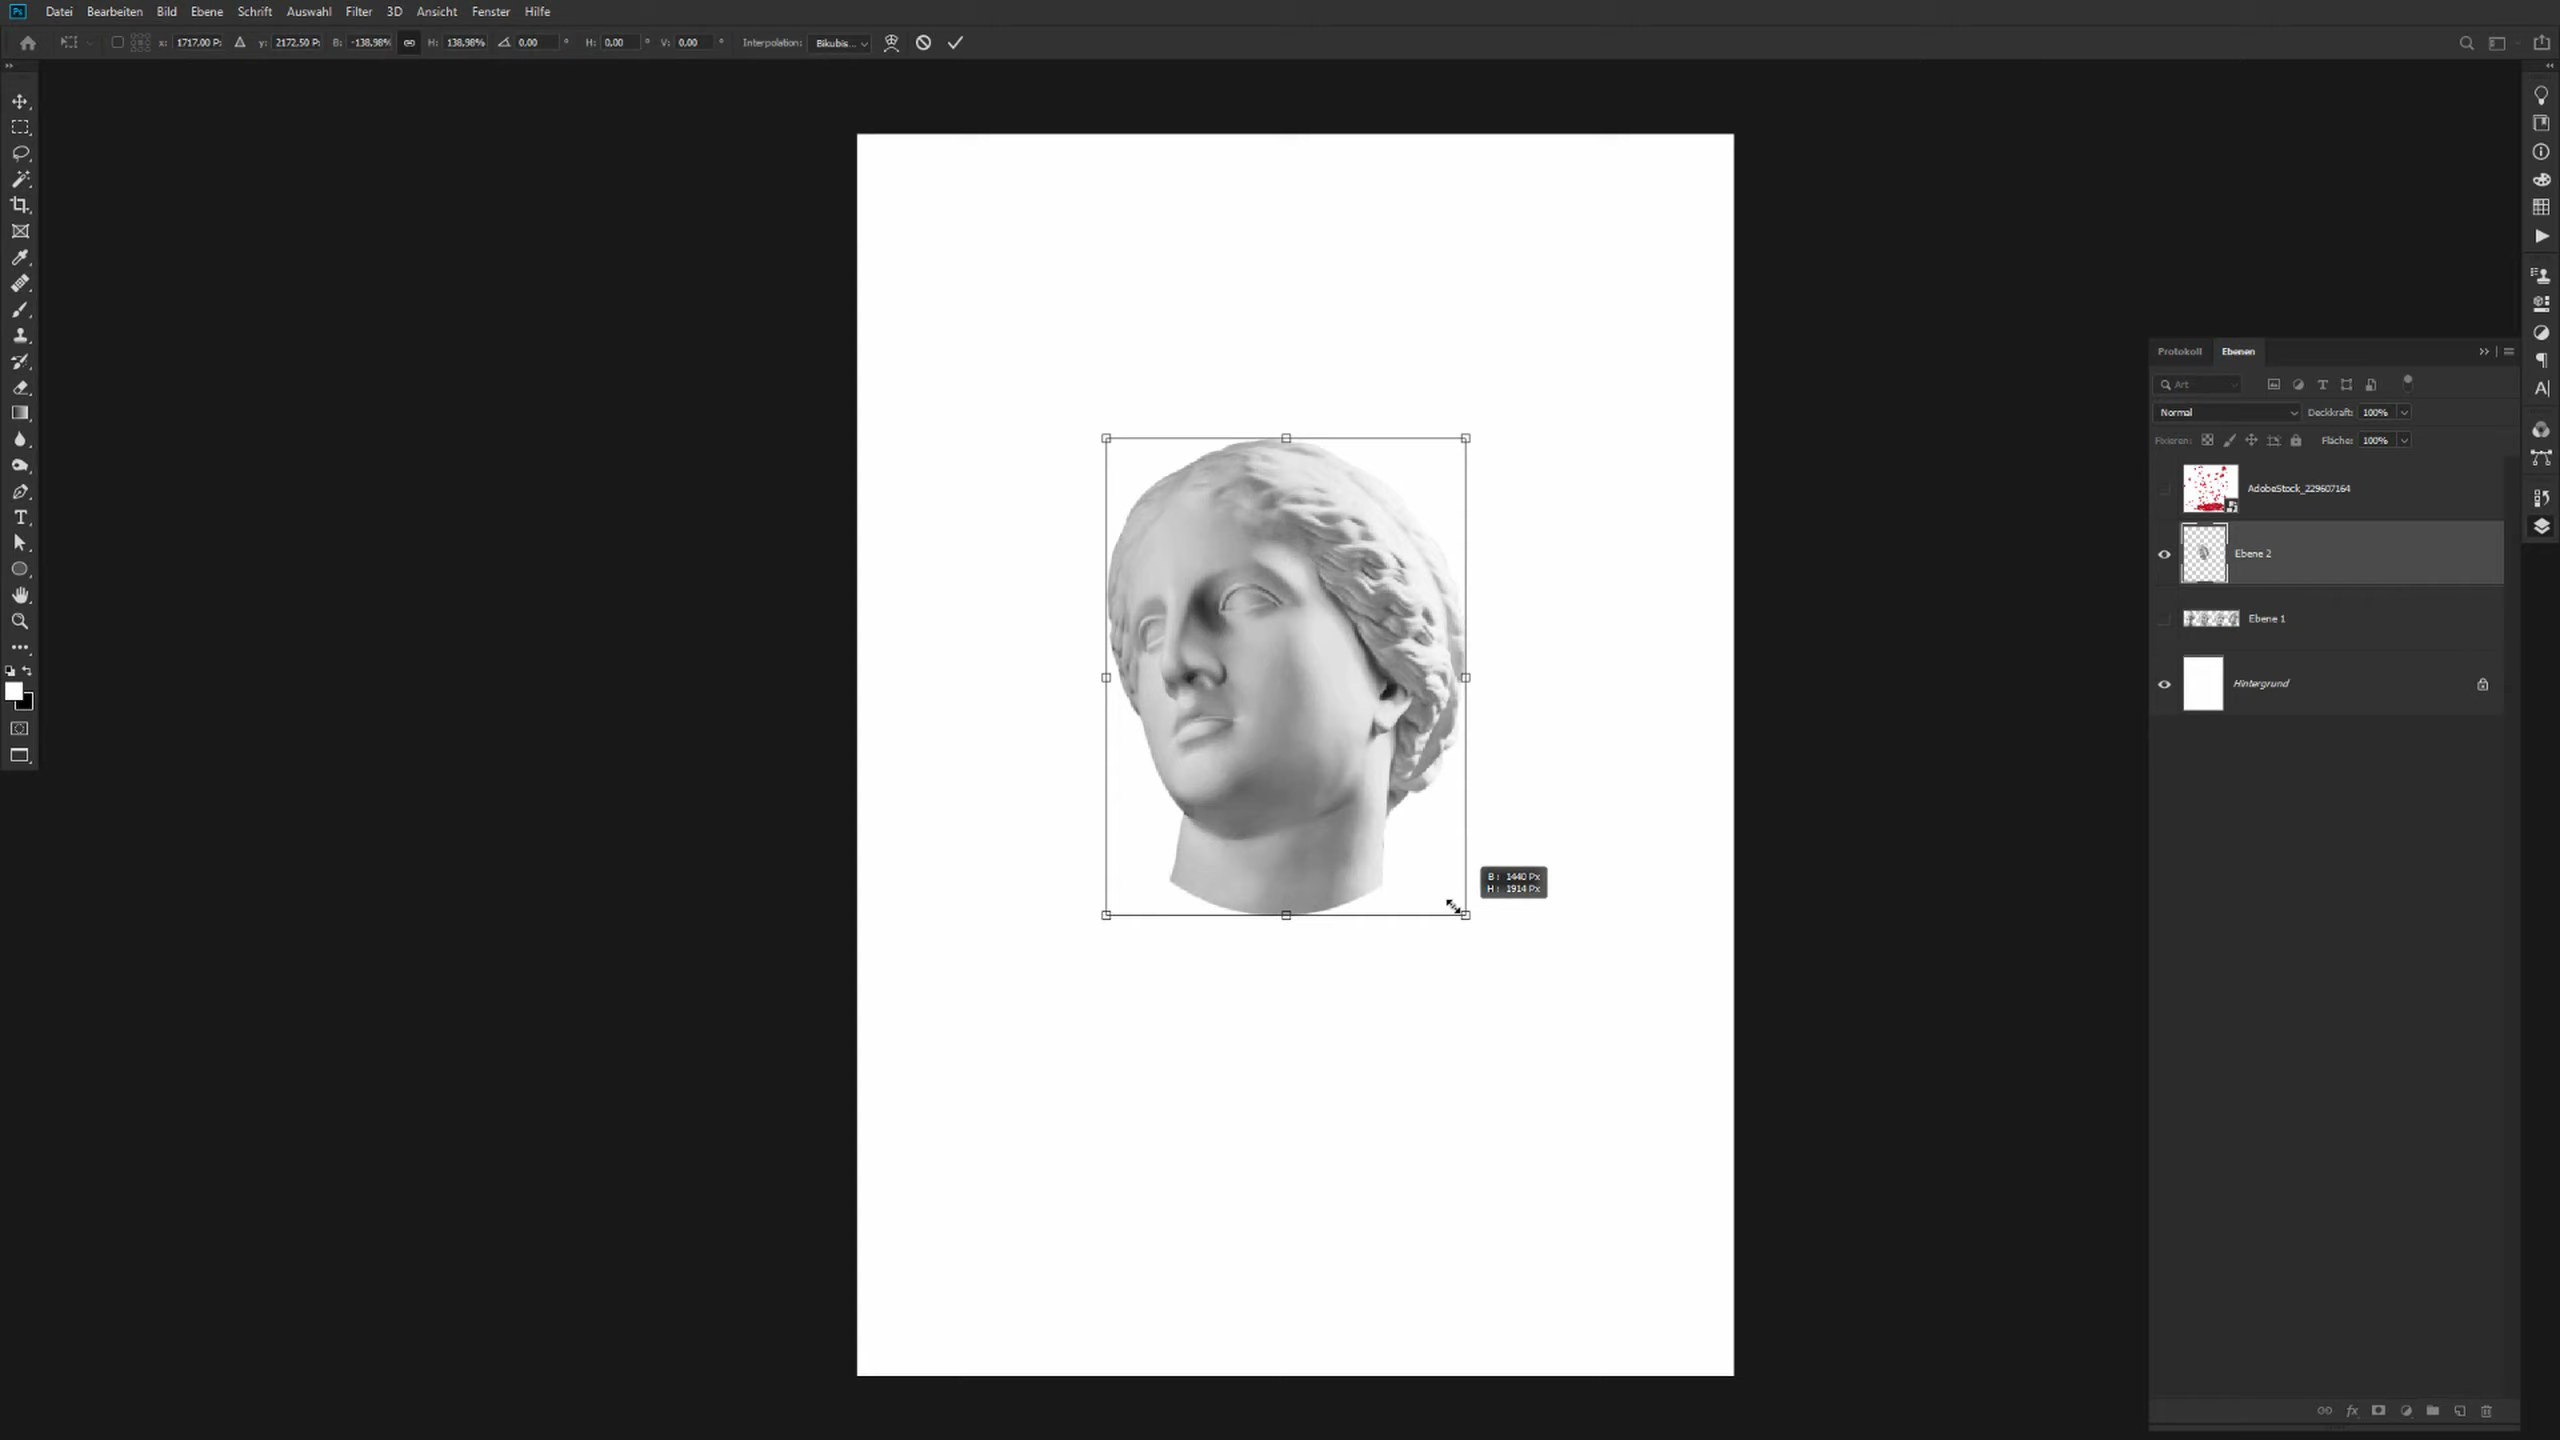 Ps Datei Bearbeiten Bild Ebene Schrift Auswahl Filter 3D Ansicht Fenster Hilfe
x: 1717,00 P: y: 2172,50 P: B: -138,98% H: 138,98% 0,00 ° H: 0,00 ° V: 0,00 ° Interpolation: Bikubis...
Protokoll Ebenen
Art
Normal Deckkraft: 100%
Fixieren: Fläche: 100%
AdobeStock_229607164
Ebene 2
Ebene 1
Hintergrund
B: 1440 Px
H: 1914 Px
fx